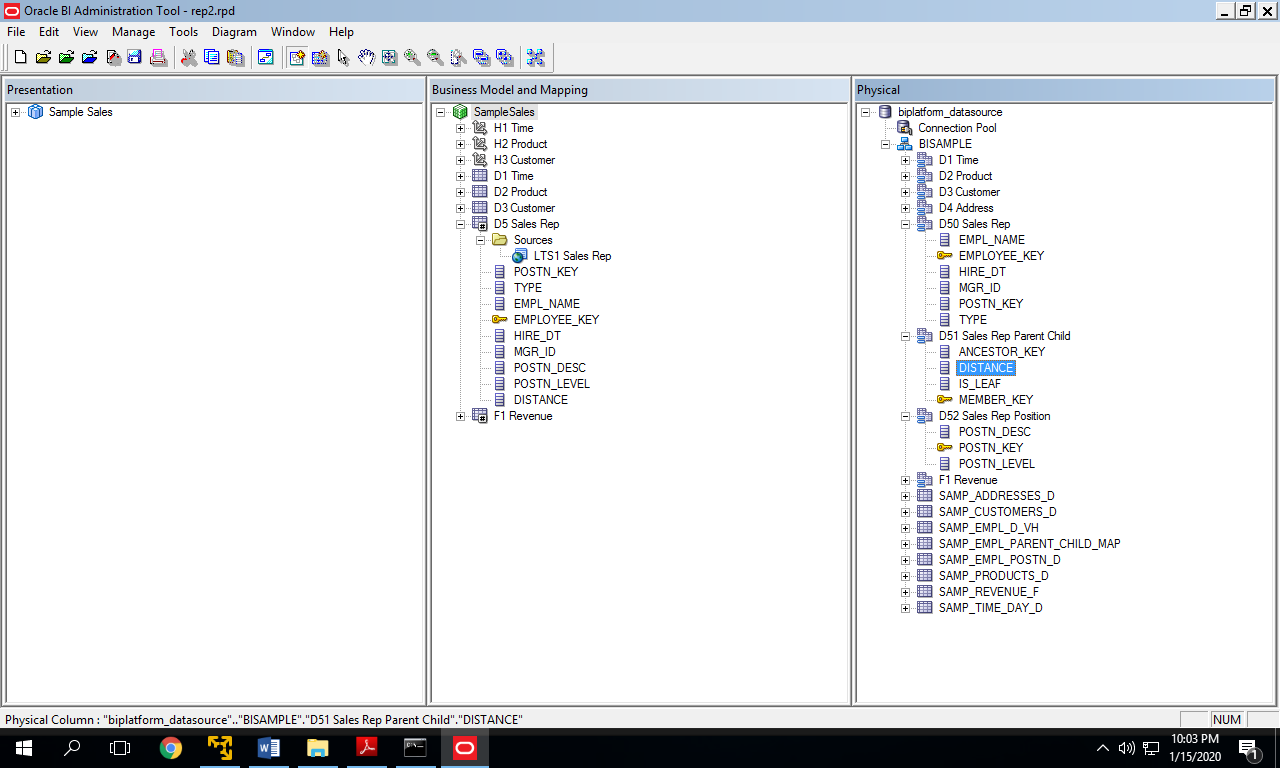 Oracle BI Administration Tool - rep2.rpd
File Edit View Manage Tools Diagram Window Help
Presentation
Sample Sales
Business Model and Mapping
SampleSales
H1 Time
H2 Product
H3 Customer
D1 Time
D2 Product
D3 Customer
D5 Sales Rep
Sources
LTS1 Sales Rep
POSTN_KEY
TYPE
EMPL_NAME
EMPLOYEE_KEY
HIRE_DT
MGR_ID
POSTN_DESC
POSTN_LEVEL
DISTANCE
F1 Revenue
Physical
biplatform_datasource
Connection Pool
BISAMPLE
D1 Time
D2 Product
D3 Customer
D4 Address
D50 Sales Rep
EMPL_NAME
EMPLOYEE_KEY
HIRE_DT
MGR_ID
POSTN_KEY
TYPE
D51 Sales Rep Parent Child
ANCESTOR_KEY
DISTANCE
IS_LEAF
MEMBER_KEY
D52 Sales Rep Position
POSTN_DESC
POSTN_KEY
POSTN_LEVEL
F1 Revenue
SAMP_ADDRESSES_D
SAMP_CUSTOMERS_D
SAMP_EMPL_D_VH
SAMP_EMPL_PARENT_CHILD_MAP
SAMP_EMPL_POSTN_D
SAMP_PRODUCTS_D
SAMP_REVENUE_F
SAMP_TIME_DAY_D
Physical Column : "biplatform_datasource".."BISAMPLE"."D51 Sales Rep Parent Child"."DISTANCE"
NUM
10:03 PM
1/15/2020
1